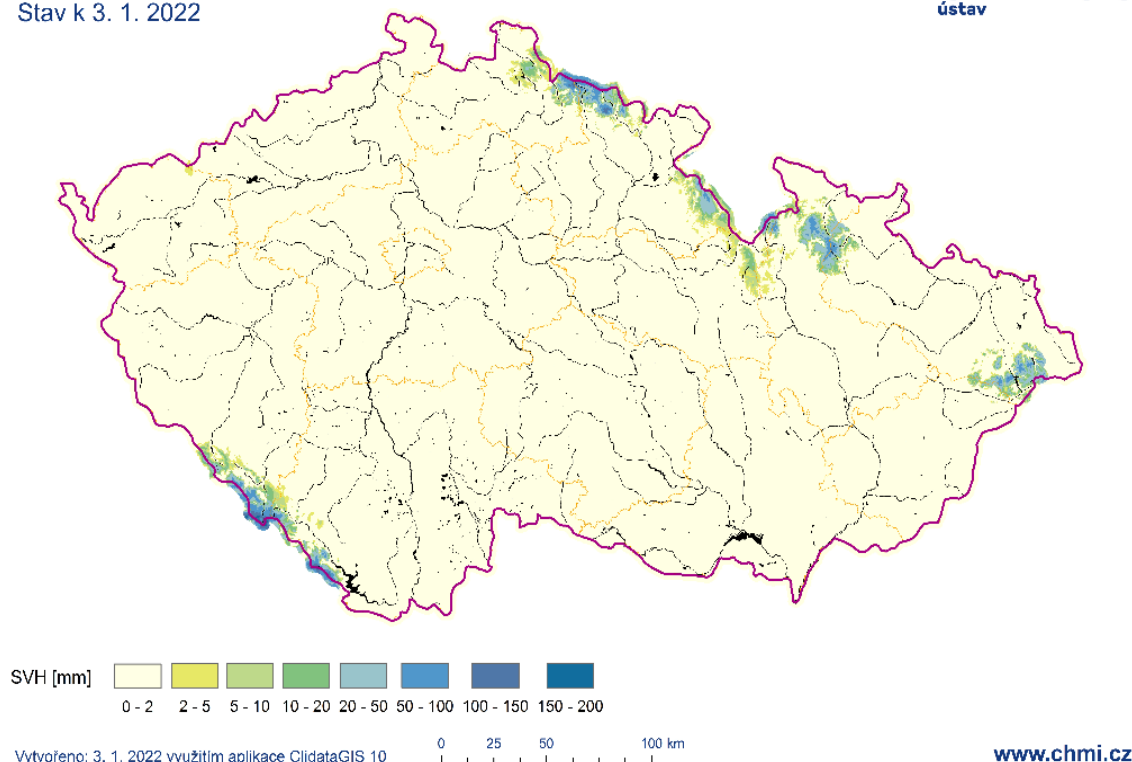 Stav k 3. 1. 2022
ústav
SVH [mm]
0 - 2 2 - 5 5 - 10 10 - 20 20 - 50 50 - 100 100 - 150 150 - 200
0 25 50 100 km
Vytvořeno: 3. 1. 2022 využitím aplikace ClidataGIS 10
www.chmi.cz